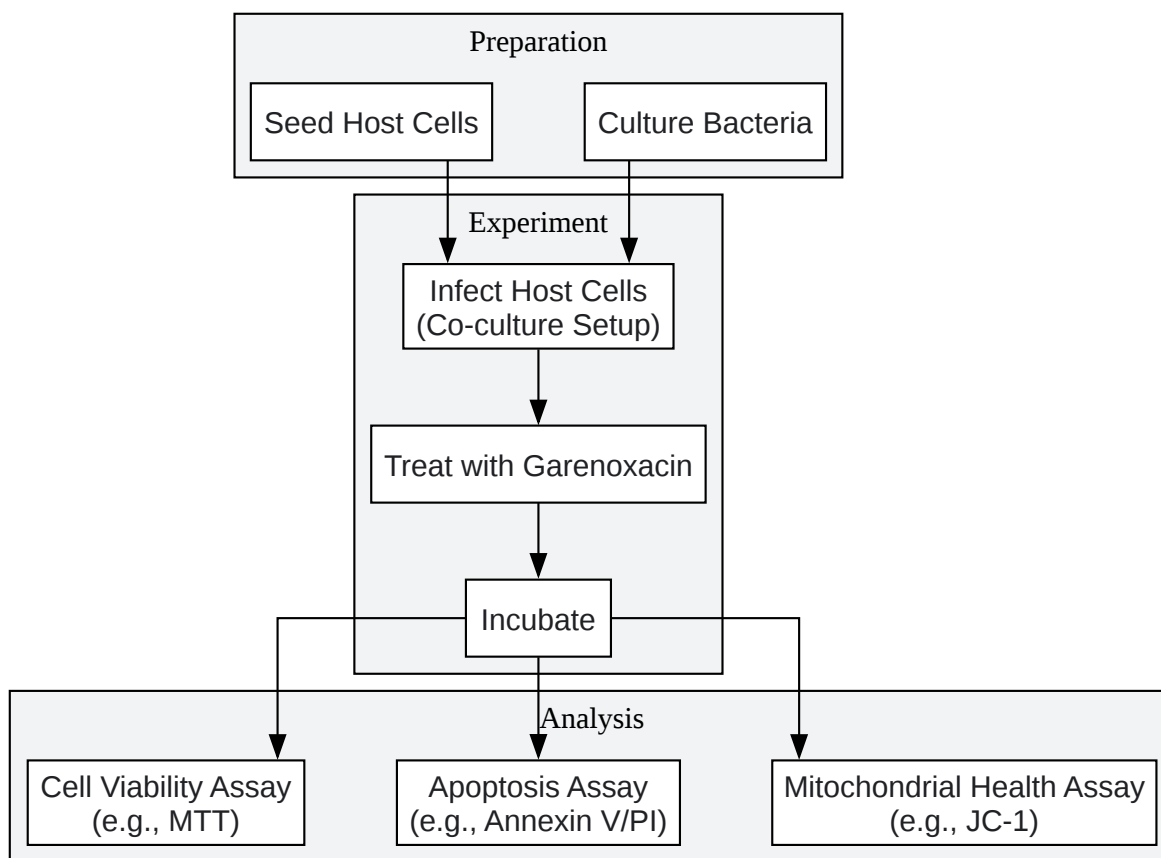 Preparation
Seed Host Cells
Culture Bacteria
Experiment
Infect Host Cells
(Co-culture Setup)
Treat with Garenoxacin
Incubate
Analysis
Cell Viability Assay
(e.g., MTT)
Apoptosis Assay
(e.g., Annexin V/PI)
Mitochondrial Health Assay
(e.g., JC-1)